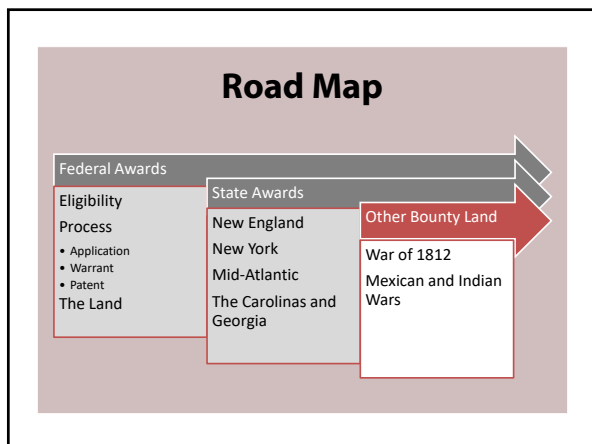 Road Map
Federal Awards
Eligibility
Process
• Application
• Warrant
• Patent
The Land
State Awards
New England
New York
Mid-Atlantic
The Carolinas and
Georgia
Other Bounty Land
War of 1812
Mexican and Indian
Wars